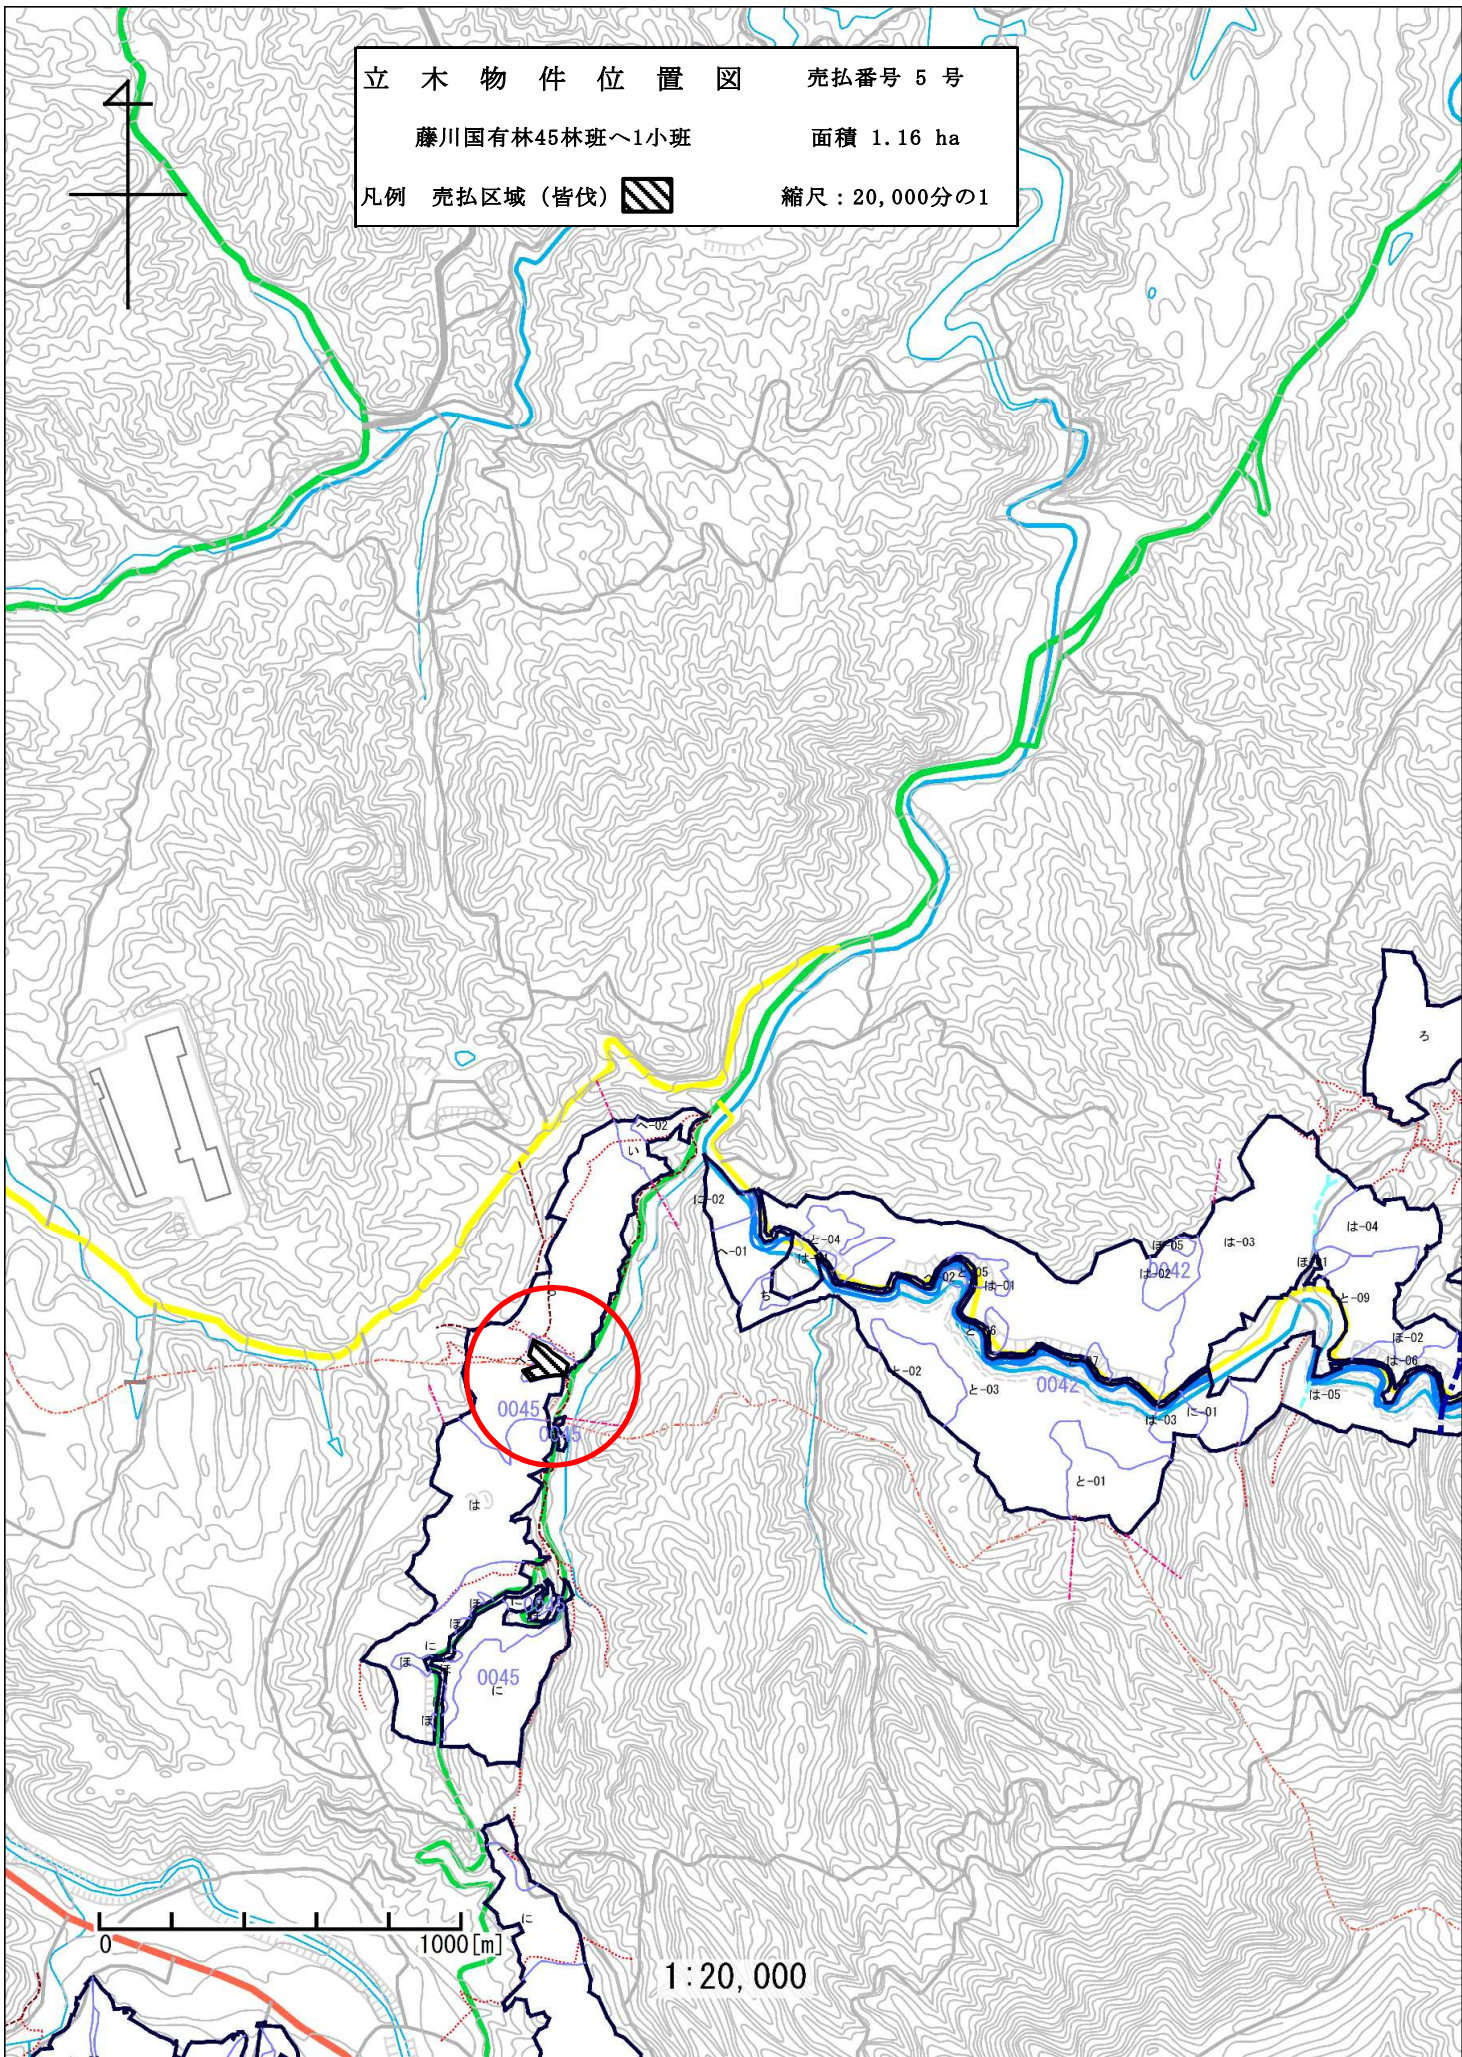 立木物件位置図 売払番号 5 号
藤川国有林45林班へ1小班 面積 1.16 ha
凡例 売払区域（皆伐） 縮尺：20,000分の1
ろ
へ-02
い
に-02
は-04
と-04
は-03
へ-01
ほ-05
は-02
0042
と-05
は-01
ち
と-09
ほ-02
は-06
と-02
0042
と-03
は-05
0045
に-01
は-03
0045
と-01
は
0045
ほ
ほ
に
ほ
ほ
0045
に
ほ
に
0 1000[m]
1:20,000